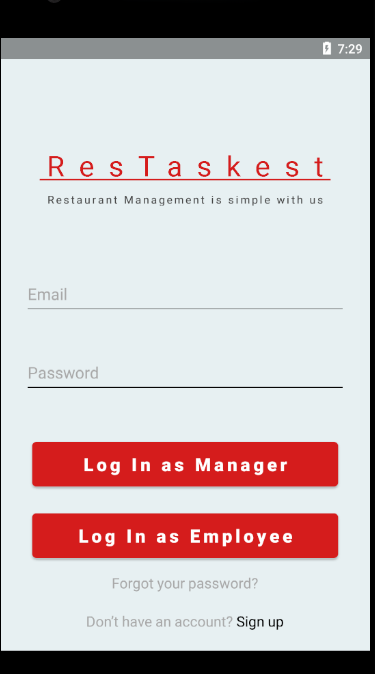 7:29
ResTaskest
Restaurant Management is simple with us
Email
Password
Log In as Manager
Log In as Employee
Forgot your password?
Don't have an account? Sign up